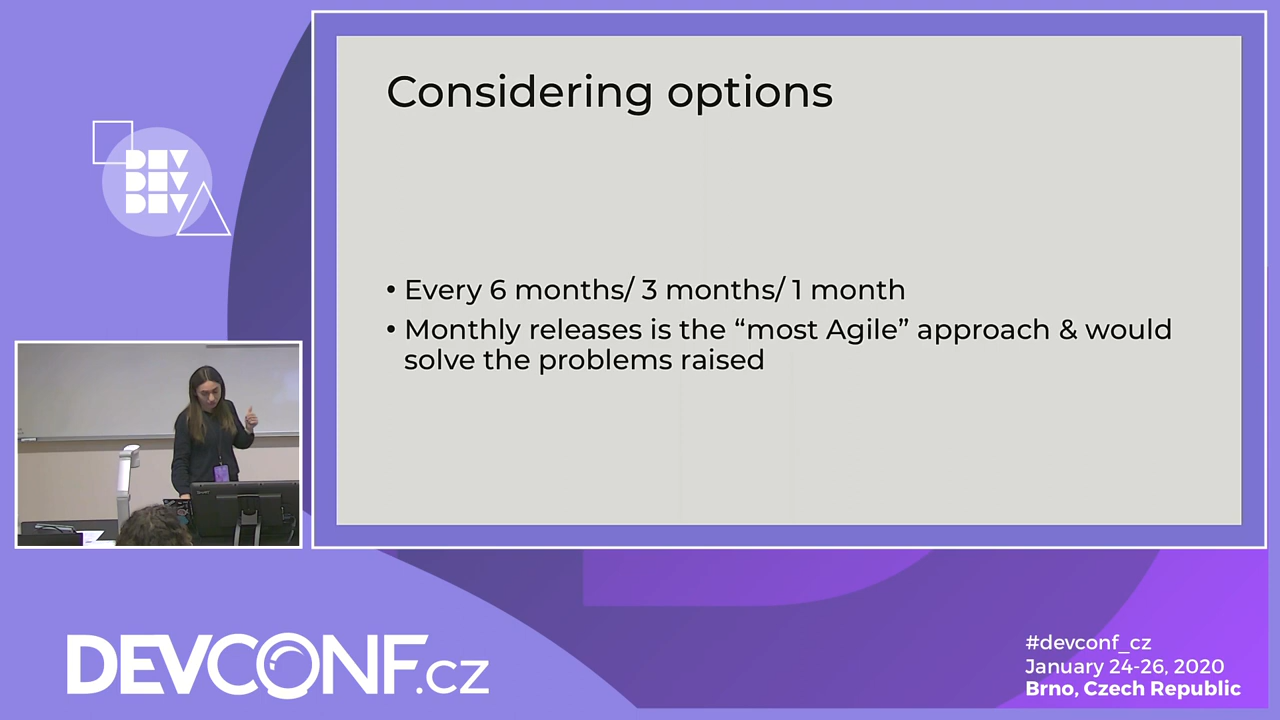 Considering options
• Every 6 months/ 3 months/ 1 month
• Monthly releases is the “most Agile” approach & would
solve the problems raised
DEV
DEV
DEV
DEVCONF.cz
#devconf_cz
January 24-26, 2020
Brno, Czech Republic